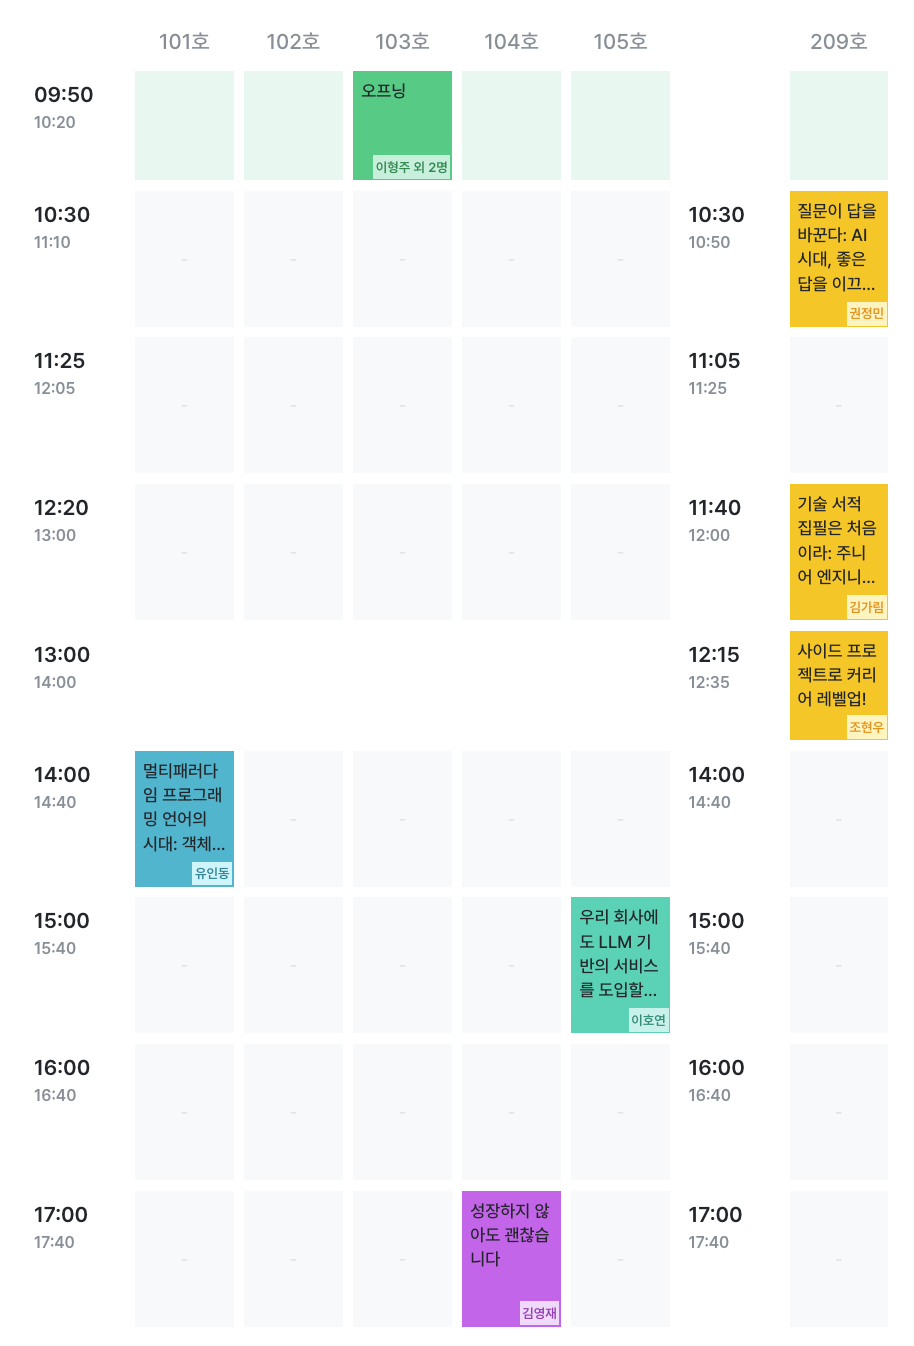 101호 102호 103호 104호 105호 209호
09:50
10:20
오프닝
이형주 외 2명
10:30
11:10
-
-
-
-
-
10:30
10:50
질문이 답을
바꾼다: AI
시대, 좋은
답을 이끄...
권정민
11:25
12:05
-
-
-
-
-
11:05
11:25
-
12:20
13:00
-
-
-
-
-
11:40
12:00
기술 서적
집필은 처음
이라: 주니
어 엔지니...
김가림
13:00
14:00
12:15
12:35
사이드 프로
젝트로 커리
어 레벨업!
조현우
14:00
14:40
멀티패러다
임 프로그래
밍 언어의
시대: 객체...
유인동
-
-
-
-
14:00
14:40
-
15:00
15:40
-
-
-
-
우리 회사에
도 LLM 기
반의 서비스
를 도입할...
이호연
15:00
15:40
-
16:00
16:40
-
-
-
-
-
16:00
16:40
-
17:00
17:40
-
-
-
성장하지 않
아도 괜찮습
니다
김영재
-
17:00
17:40
-